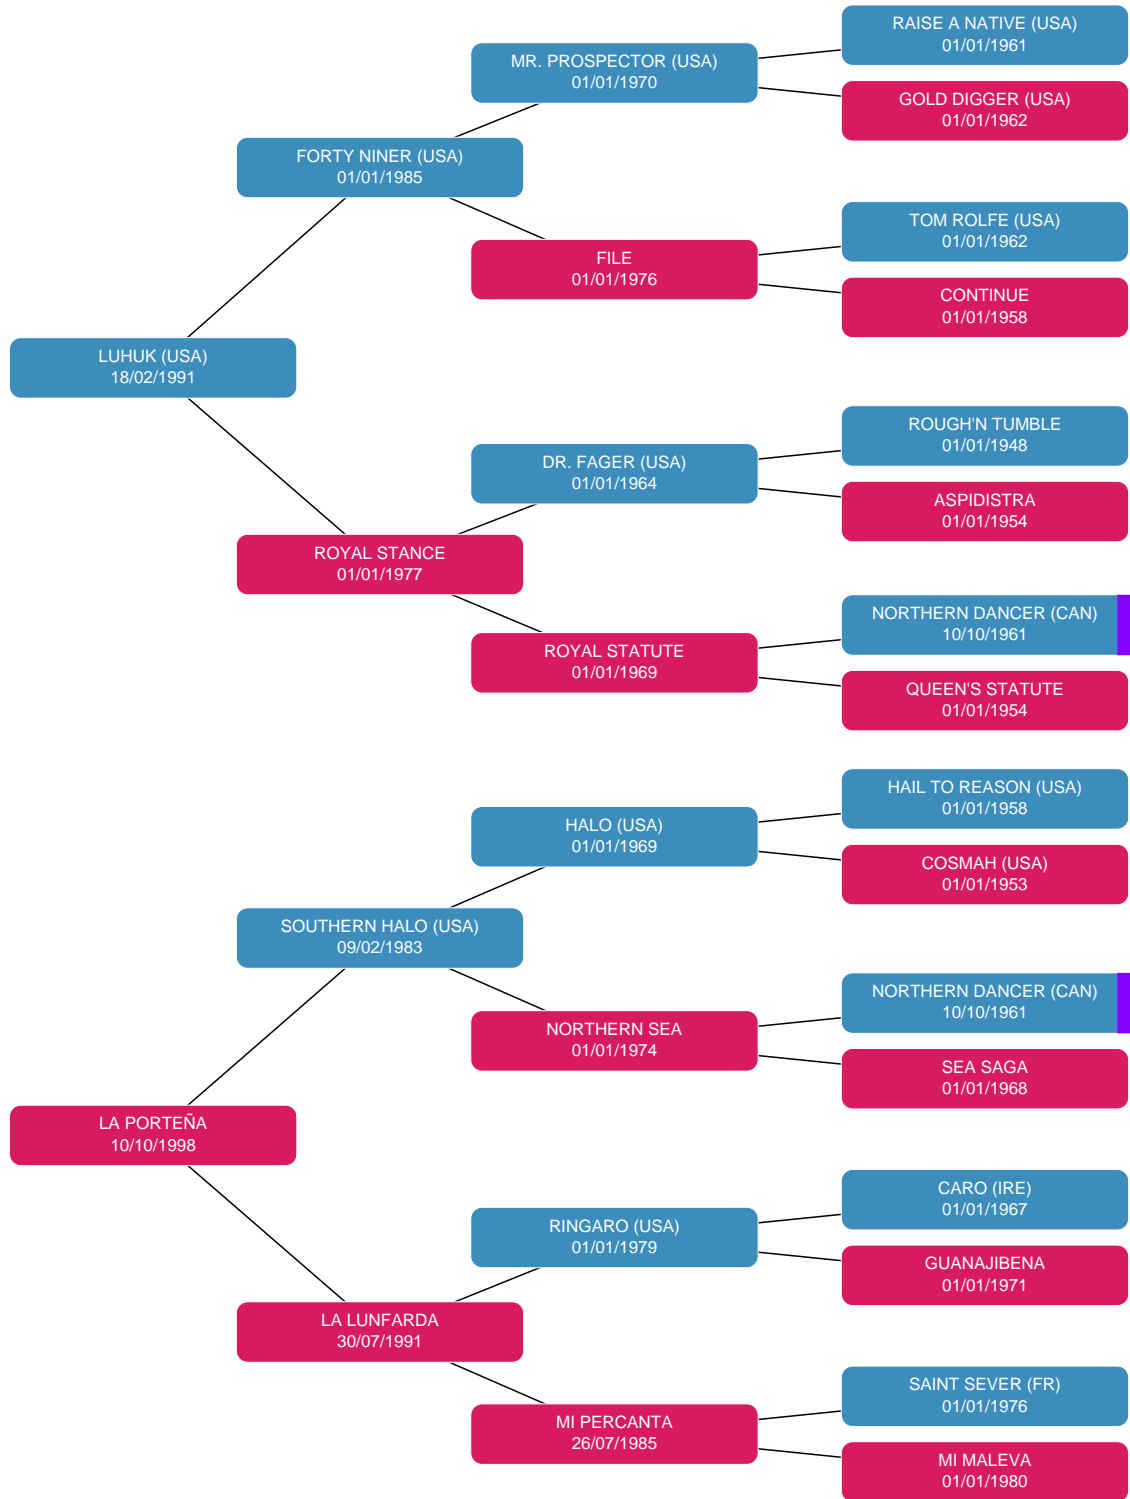 RAISE A NATIVE (USA)
01/01/1961
MR. PROSPECTOR (USA)
01/01/1970
GOLD DIGGER (USA)
01/01/1962
FORTY NINER (USA)
01/01/1985
TOM ROLFE (USA)
01/01/1962
FILE
01/01/1976
CONTINUE
01/01/1958
LUHUK (USA)
18/02/1991
ROUGH'N TUMBLE
01/01/1948
DR. FAGER (USA)
01/01/1964
ASPIDISTRA
01/01/1954
ROYAL STANCE
01/01/1977
NORTHERN DANCER (CAN)
10/10/1961
ROYAL STATUTE
01/01/1969
QUEEN'S STATUTE
01/01/1954
HAIL TO REASON (USA)
01/01/1958
HALO (USA)
01/01/1969
COSMAH (USA)
01/01/1953
SOUTHERN HALO (USA)
09/02/1983
NORTHERN DANCER (CAN)
10/10/1961
NORTHERN SEA
01/01/1974
SEA SAGA
01/01/1968
LA PORTEÑA
10/10/1998
CARO (IRE)
01/01/1967
RINGARO (USA)
01/01/1979
GUANAJIBENA
01/01/1971
LA LUNFARDA
30/07/1991
SAINT SEVER (FR)
01/01/1976
MI PERCANTA
26/07/1985
MI MALEVA
01/01/1980